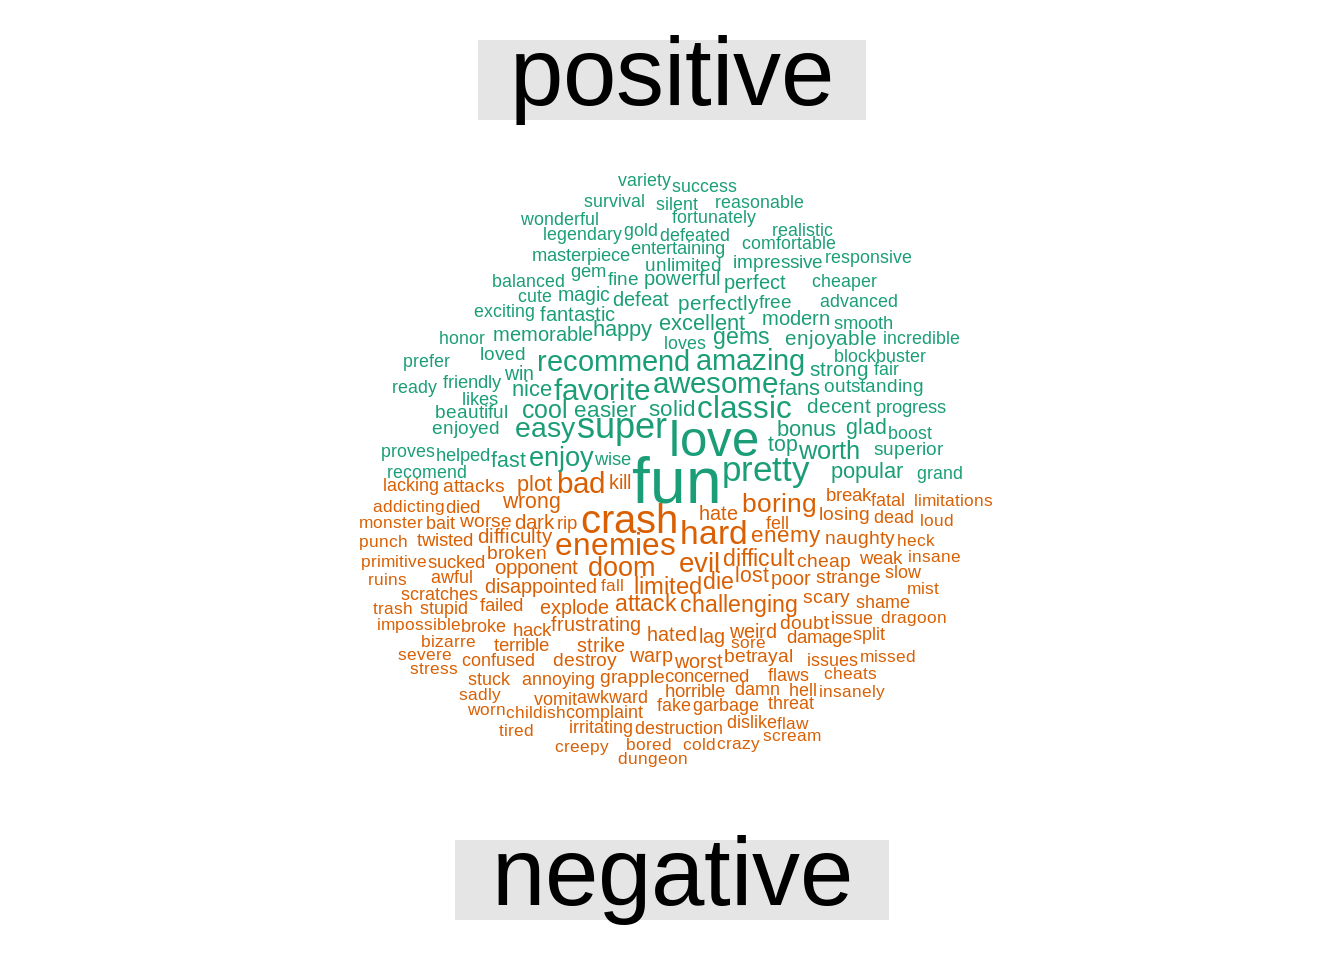 positive
variety success
survival silent reasonable
wonderful fortunately
legendary gold defeated realistic
masterpiece entertaining comfortable
gem unlimited impressive responsive
balanced fine powerful perfect cheaper
cute magic defeat perfectly free advanced
exciting fantastic excellent modern smooth
honor memorable happy loves gems enjoyable incredible
prefer loved recommend amazing blockbuster
ready friendly win nice favorite awesome fans strong fair outstanding
likes
beautiful cool easier solid classic decent progress
enjoyed easy super love bonus glad boost
proves helped fast enjoy wise top worth superior
recomend fun pretty popular grand
lacking attacks plot bad kill
addicting died wrong boring break fatal limitations
monster bait worse dark rip crash hate fell losing dead loud
punch twisted difficulty enemies hard enemy naughty heck
primitive sucked broken opponent doom evil difficult cheap weak insane
ruins awful disappointed fall limited die lost poor strange slow
scratches mist
trash stupid failed explode attack challenging scary shame
impossible broke hack frustrating doubt issue dragoon
bizarre terrible strike hated lag weird sore damage split
severe confused destroy warp worst betrayal issues missed
stress
stuck annoying grapple concerned flaws cheats
sadly vomit awkward horrible damn hell insanely
worn childish complaint fake garbage threat
tired irritating destruction dislike flaw
creepy bored cold crazy scream
dungeon
negative